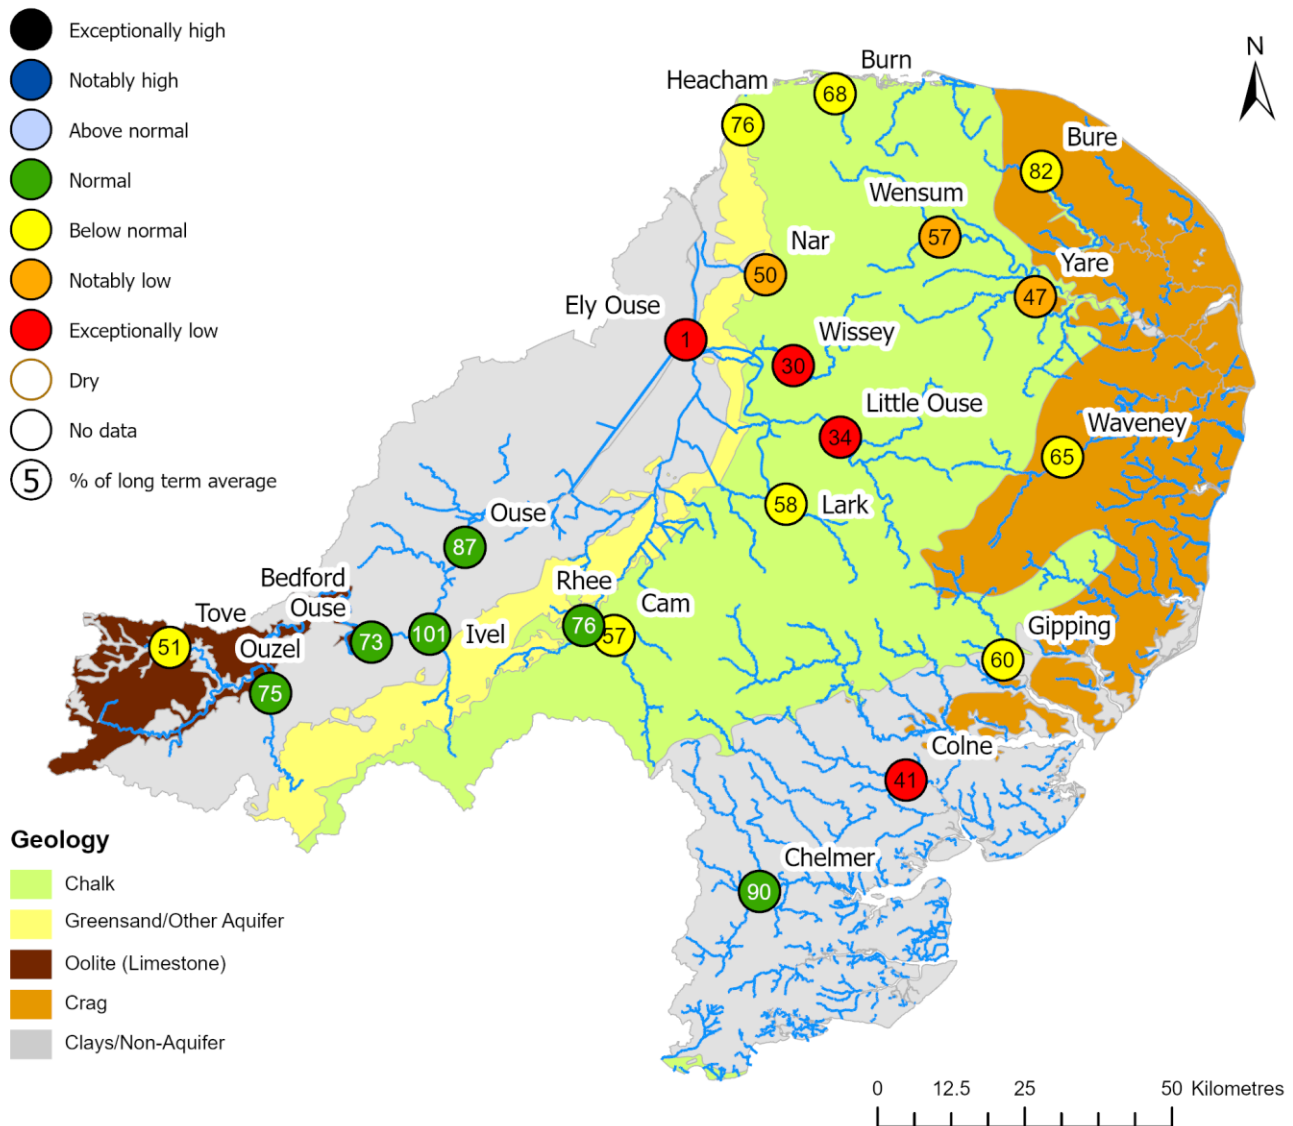 Exceptionally high
Notably high
Above normal
Normal
Below normal
Notably low
Exceptionally low
Dry
No data
5 % of long term average
N
Burn
68
Heacham
76
Bure
82
Wensum
57
Nar
50
Yare
47
Ely Ouse
1
Wissey
30
Little Ouse
34
Waveney
65
Lark
58
Ouse
87
Bedford
Ouse
73
Rhee
76
Cam
57
Tove
51
Ivel
101
Ouzel
75
Gipping
60
Colne
41
Chelmer
90
Geology
Chalk
Greensand/Other Aquifer
Oolite (Limestone)
Crag
Clays/Non-Aquifer
0 12.5 25 50 Kilometres